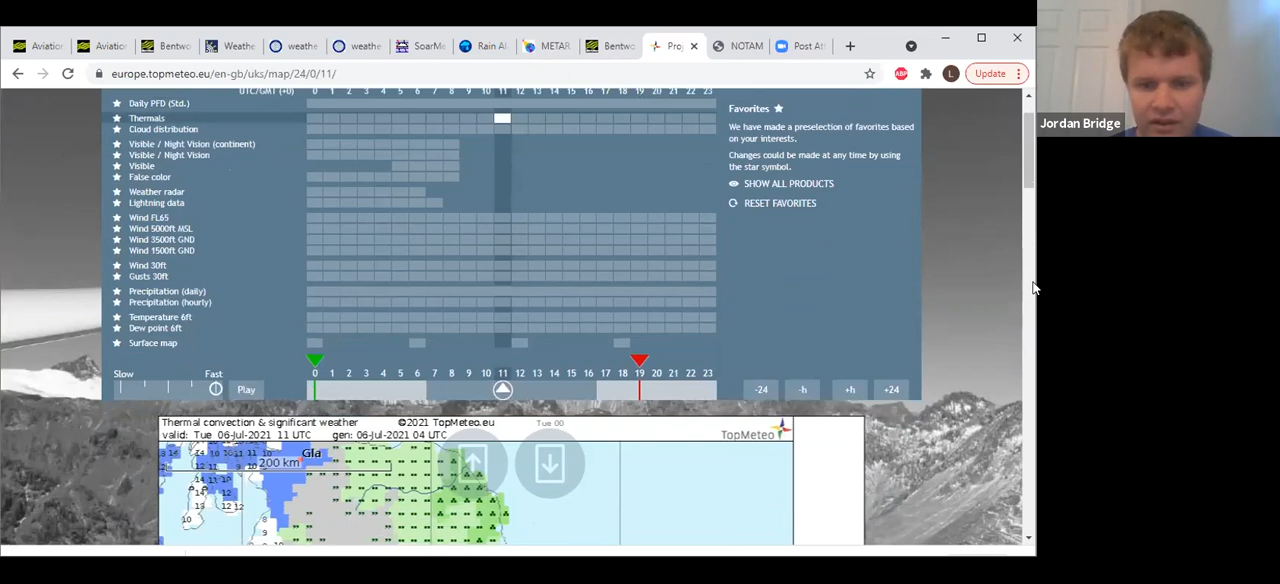 Aviation
Aviatior
Bentwo
Weathe
weathe
weathe
SoarMe
Rain Al
METAR
Bentwo
Pro
NOTAM
Post At
europe.topmeteo.eu/en-gb/uks/map/24/0/11/
ABP
L
Update
Jordan Bridge
UTC/GMT (+0) 0 1 2 3 4 5 6 7 8 9 10 11 12 13 14 15 16 17 18 19 20 21 22 23
Daily PFD (Std.)
Thermals
Cloud distribution
Visible / Night Vision (continent)
Visible / Night Vision
Visible
False color
Weather radar
Lightning data
Wind FL65
Wind 5000ft MSL
Wind 3500ft GND
Wind 1500ft GND
Wind 30ft
Gusts 30ft
Precipitation (daily)
Precipitation (hourly)
Temperature 6ft
Dew point 6ft
Surface map
Favorites
We have made a preselection of favorites based
on your interests.
Changes could be made at any time by using
the star symbol.
SHOW ALL PRODUCTS
RESET FAVORITES
Slow Fast
Play
0 1 2 3 4 5 6 7 8 9 10 11 12 13 14 15 16 17 18 19 20 21 22 23
-24 -h +h +24
Thermal convection & significant weather ©2021 TopMeteo.eu Tue 00
valid: Tue 06-Jul-2021 11 UTC gen: 06-Jul-2021 04 UTC TopMeteo
Gla
200 km